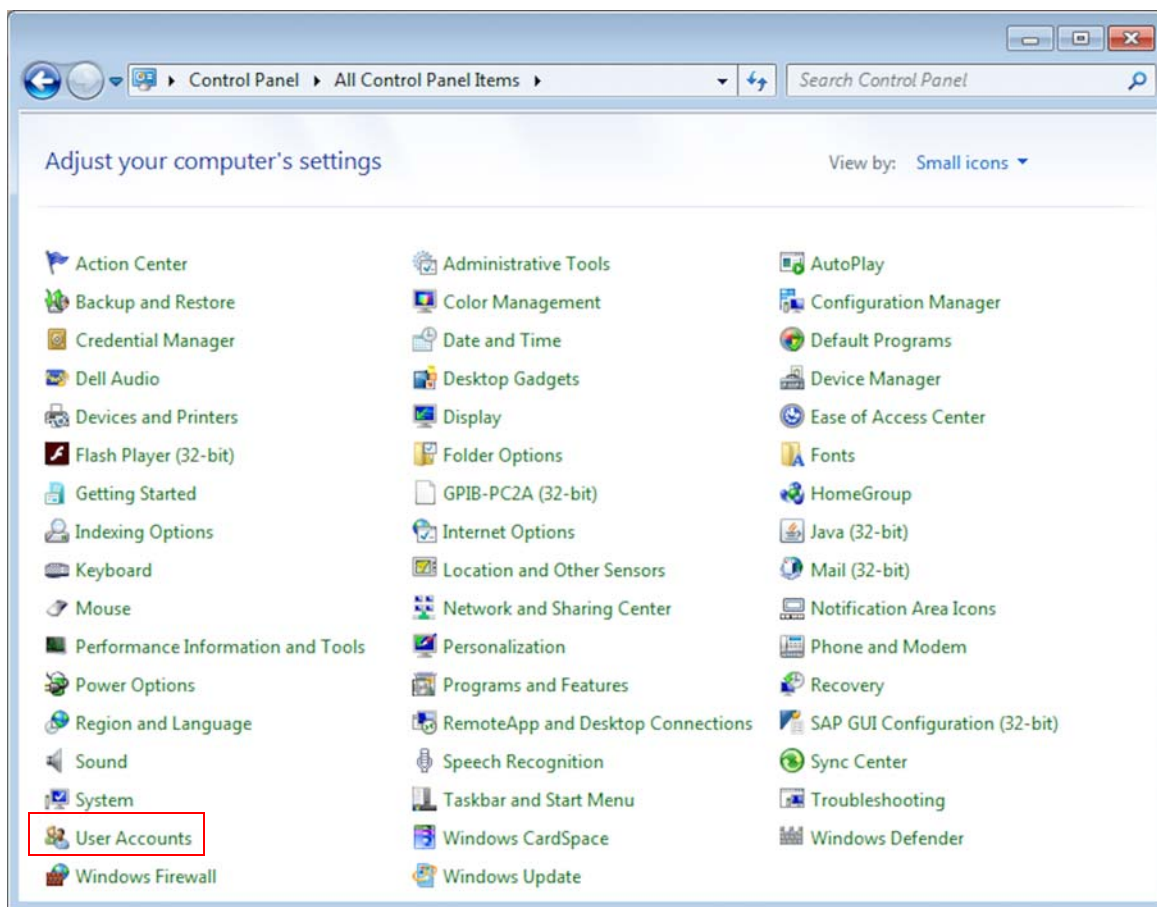 Control Panel All Control Panel Items Search Control Panel
Adjust your computer's settings View by: Small icons
Action Center Administrative Tools AutoPlay
Backup and Restore Color Management Configuration Manager
Credential Manager Date and Time Default Programs
Dell Audio Desktop Gadgets Device Manager
Devices and Printers Display Ease of Access Center
Flash Player (32-bit) Folder Options Fonts
Getting Started GPIB-PC2A (32-bit) HomeGroup
Indexing Options Internet Options Java (32-bit)
Keyboard Location and Other Sensors Mail (32-bit)
Mouse Network and Sharing Center Notification Area Icons
Performance Information and Tools Personalization Phone and Modem
Power Options Programs and Features Recovery
Region and Language RemoteApp and Desktop Connections SAP GUI Configuration (32-bit)
Sound Speech Recognition Sync Center
System Taskbar and Start Menu Troubleshooting
User Accounts Windows CardSpace Windows Defender
Windows Firewall Windows Update